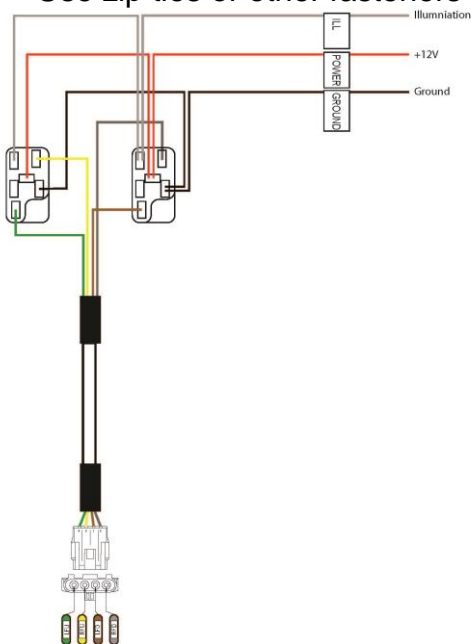 Use zip ties or other fasteners
Illumniation
ILL
+12V
POWER
Ground
GROUND